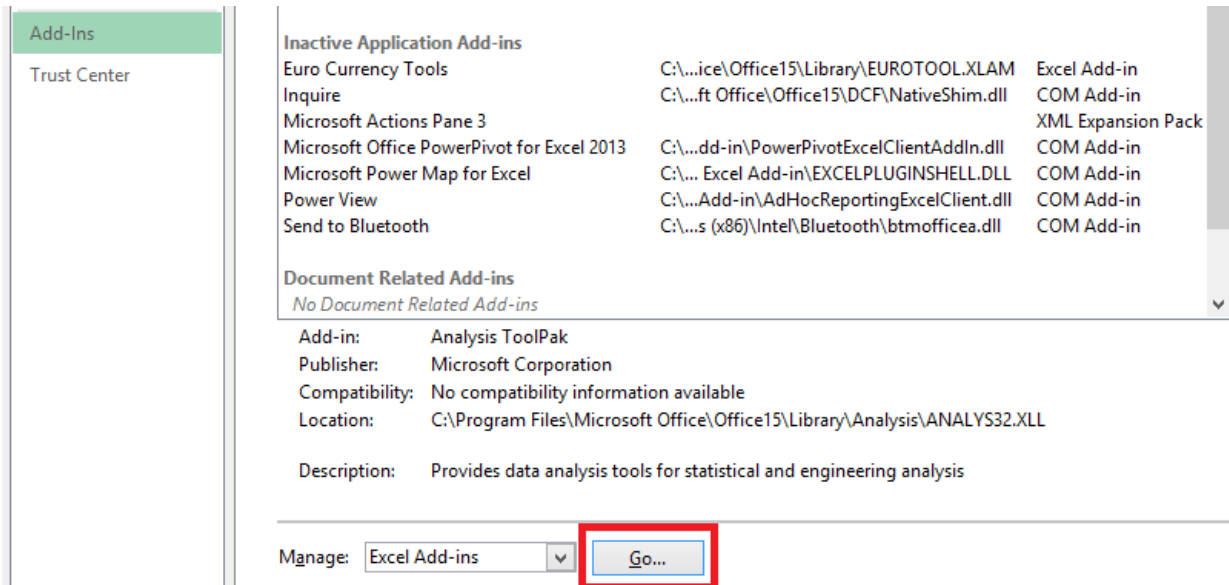 Add-Ins
Trust Center
Inactive Application Add-ins
Euro Currency Tools C:\...ice\Office15\Library\EUROTOOL.XLAM Excel Add-in
Inquire C:\...ft Office\Office15\DCF\NativeShim.dll COM Add-in
Microsoft Actions Pane 3 XML Expansion Pack
Microsoft Office PowerPivot for Excel 2013 C:\...dd-in\PowerPivotExcelClientAddIn.dll COM Add-in
Microsoft Power Map for Excel C:\... Excel Add-in\EXCELPLUGINSHELL.DLL COM Add-in
Power View C:\...Add-in\AdHocReportingExcelClient.dll COM Add-in
Send to Bluetooth C:\...s (x86)\Intel\Bluetooth\btmofficea.dll COM Add-in
Document Related Add-ins
No Document Related Add-ins
Add-in: Analysis ToolPak
Publisher: Microsoft Corporation
Compatibility: No compatibility information available
Location: C:\Program Files\Microsoft Office\Office15\Library\Analysis\ANALYS32.XLL
Description: Provides data analysis tools for statistical and engineering analysis
Manage: Excel Add-ins Go...